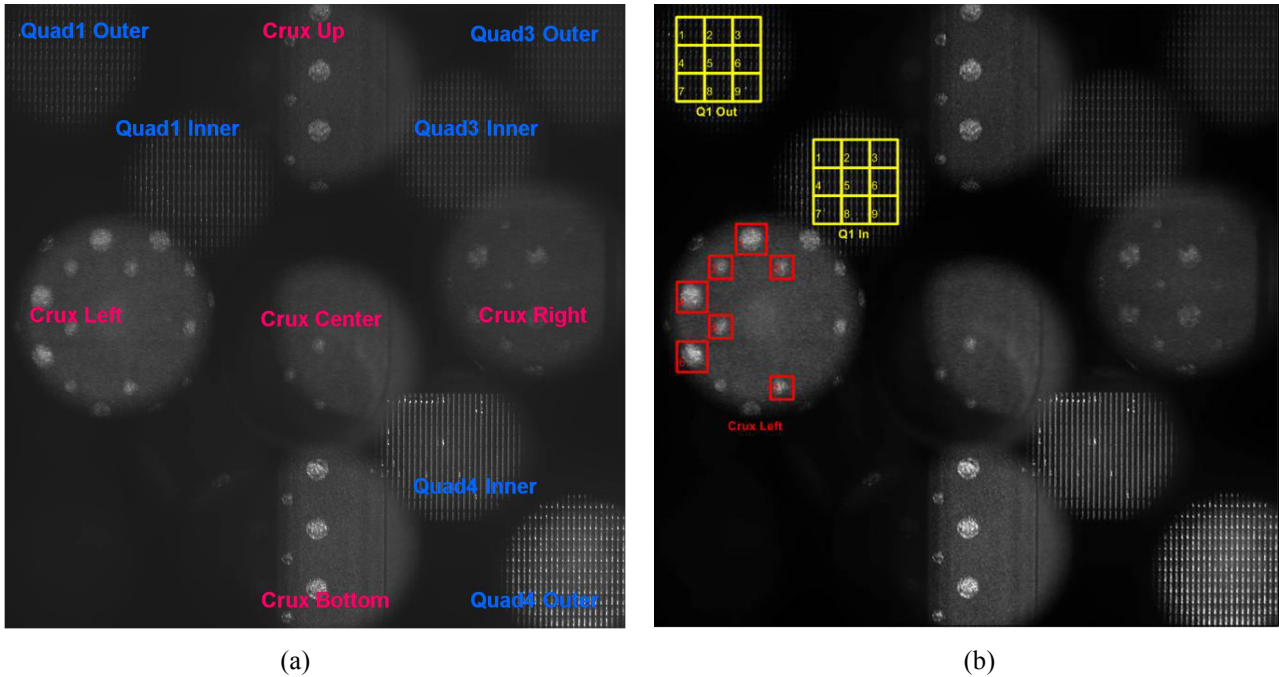 Quad1 Outer
Crux Up
Quad3 Outer
Quad1 Inner
Quad3 Inner
Crux Left
Crux Center
Crux Right
Quad4 Inner
Crux Bottom
Quad4 Outer
(a)
1 2 3
4 5 6
7 8 9
Q1 Out
1 2 3
4 5 6
7 8 9
Q1 In
Crux Left
(b)